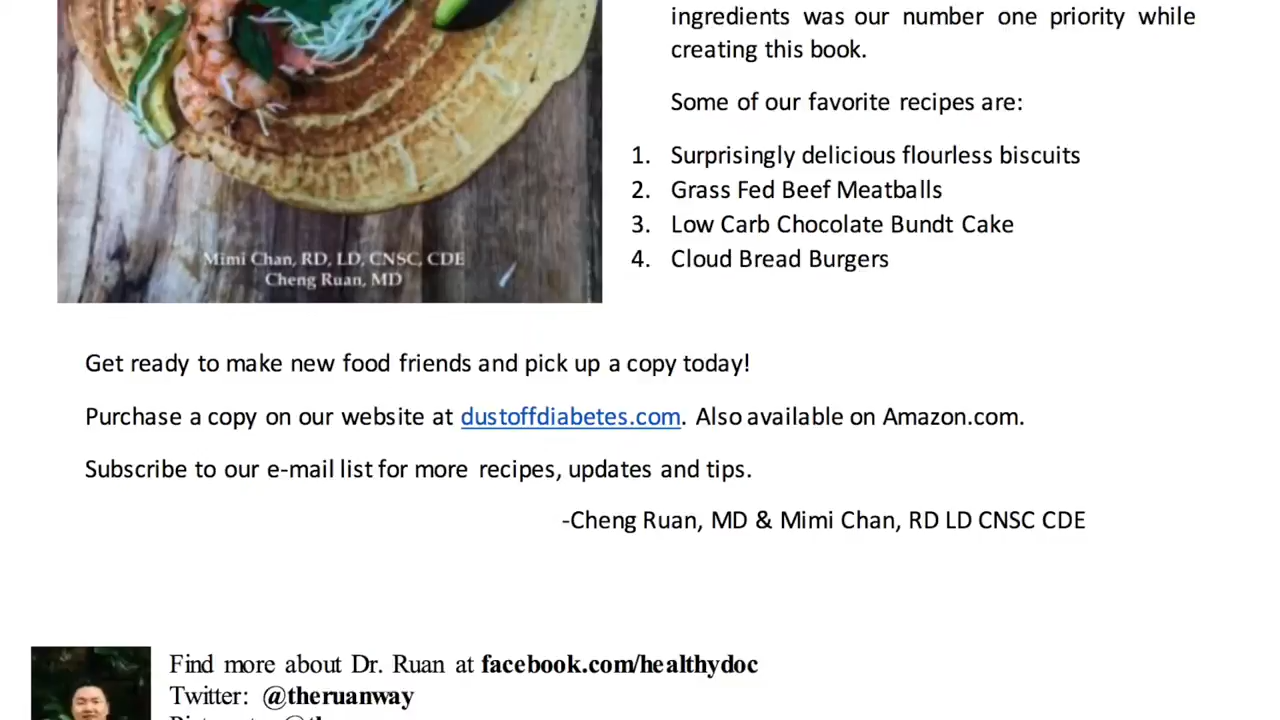 ingredients was our number one priority while
creating this book.
Some of our favorite recipes are:
1. Surprisingly delicious flourless biscuits
2. Grass Fed Beef Meatballs
3. Low Carb Chocolate Bundt Cake
4. Cloud Bread Burgers
Mimi Chan, RD, LD, CNSC, CDE
Cheng Ruan, MD
Get ready to make new food friends and pick up a copy today!
Purchase a copy on our website at dustoffdiabetes.com. Also available on Amazon.com.
Subscribe to our e-mail list for more recipes, updates and tips.
-Cheng Ruan, MD & Mimi Chan, RD LD CNSC CDE
Find more about Dr. Ruan at facebook.com/healthydoc
Twitter: @theruanway